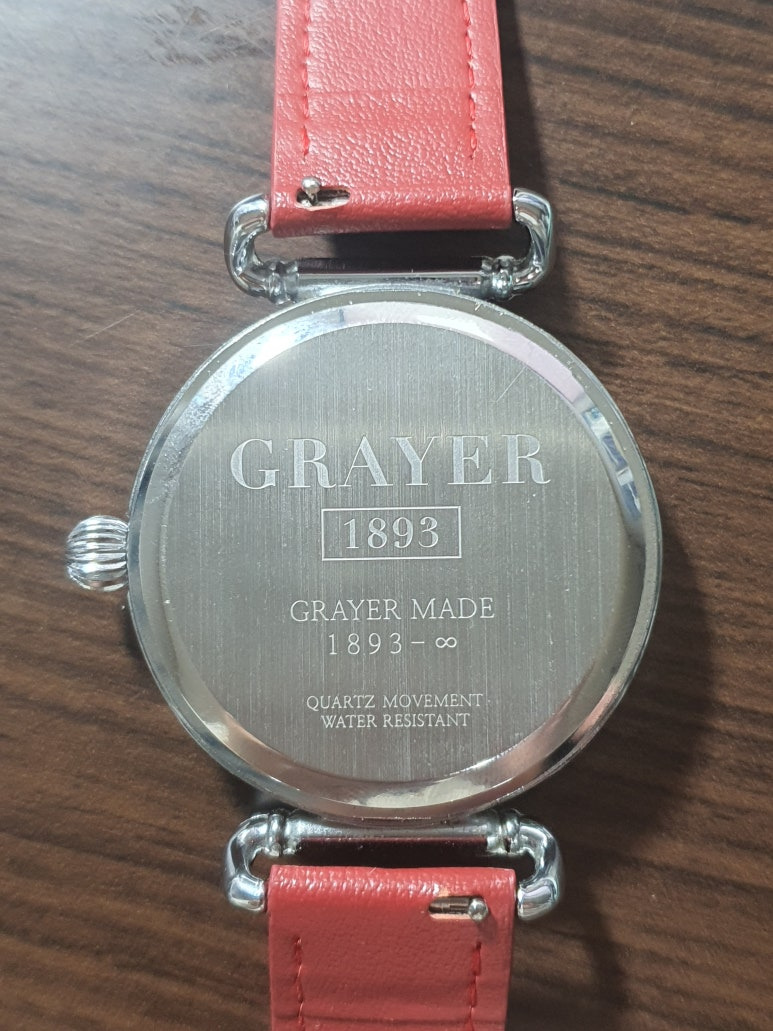 GRAYER
1893
GRAYER MADE
1893-∞
QUARTZ MOVEMENT
WATER RESISTANT